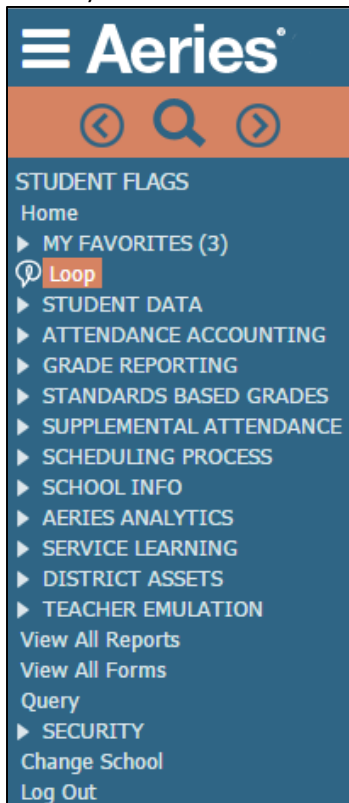 Aeries
STUDENT FLAGS
Home
MY FAVORITES (3)
Loop
STUDENT DATA
ATTENDANCE ACCOUNTING
GRADE REPORTING
STANDARDS BASED GRADES
SUPPLEMENTAL ATTENDANCE
SCHEDULING PROCESS
SCHOOL INFO
AERIES ANALYTICS
SERVICE LEARNING
DISTRICT ASSETS
TEACHER EMULATION
View All Reports
View All Forms
Query
SECURITY
Change School
Log Out